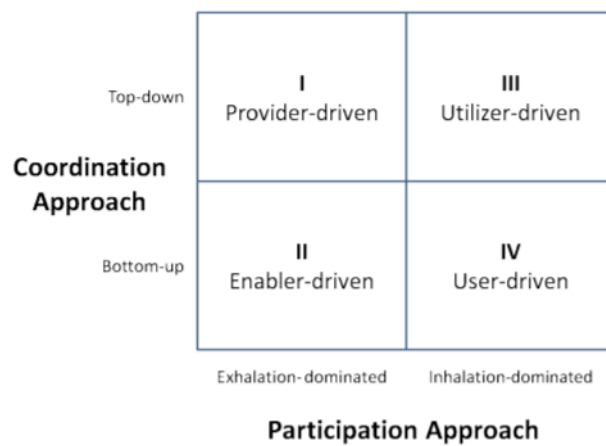 I
Provider-driven
III
Utilizer-driven
Top-down
Coordination
Approach
II
Enabler-driven
IV
User-driven
Bottom-up
Exhalation-dominated
Inhalation-dominated
Participation Approach